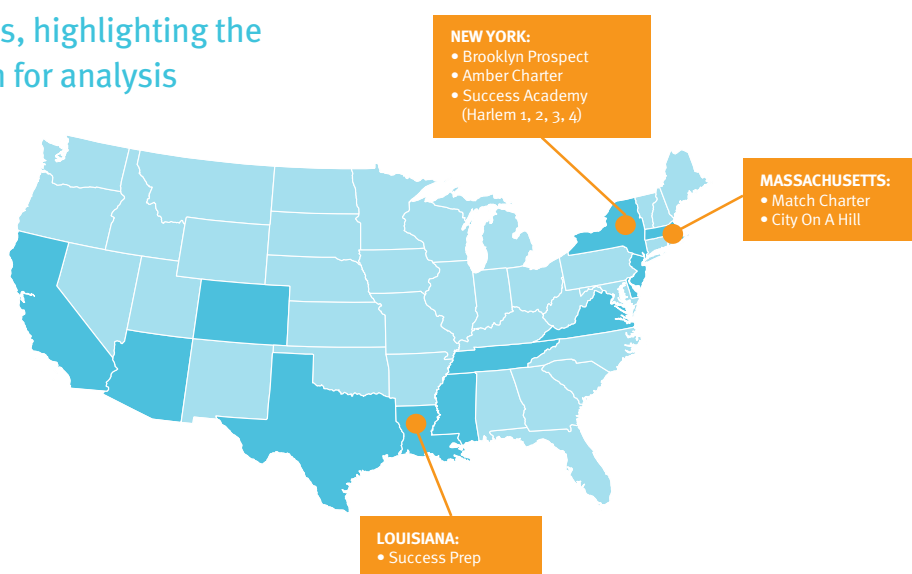 s, highlighting the
n for analysis
NEW YORK:
• Brooklyn Prospect
• Amber Charter
• Success Academy
(Harlem 1, 2, 3, 4)
MASSACHUSETTS:
• Match Charter
• City On A Hill
LOUISIANA:
• Success Prep